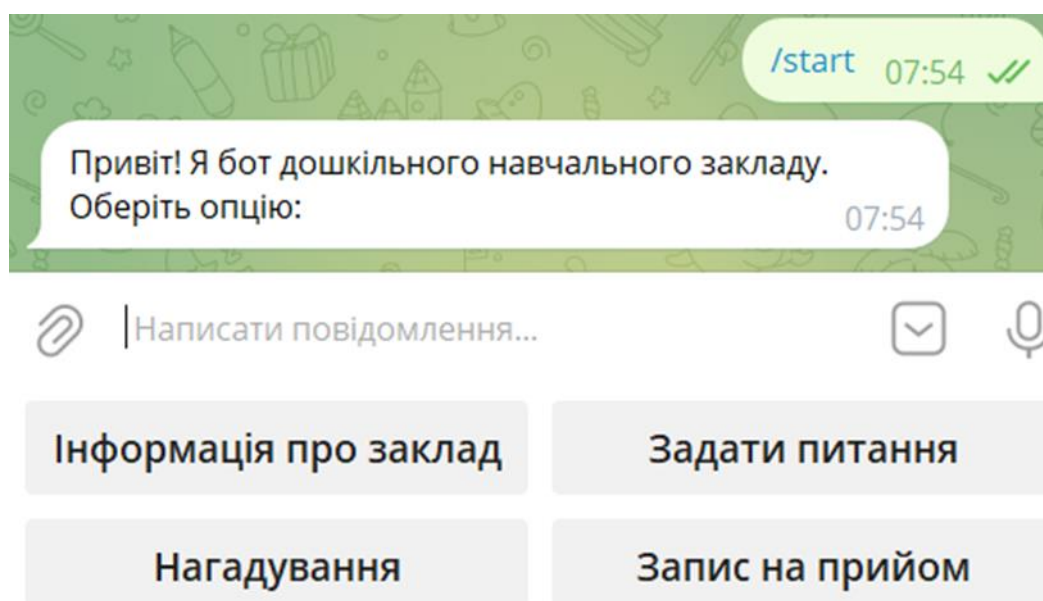 /start 07:54
Привіт! Я бот дошкільного навчального закладу.
Оберіть опцію:
07:54
Написати повідомлення...
Інформація про заклад
Задати питання
Нагадування
Запис на прийом